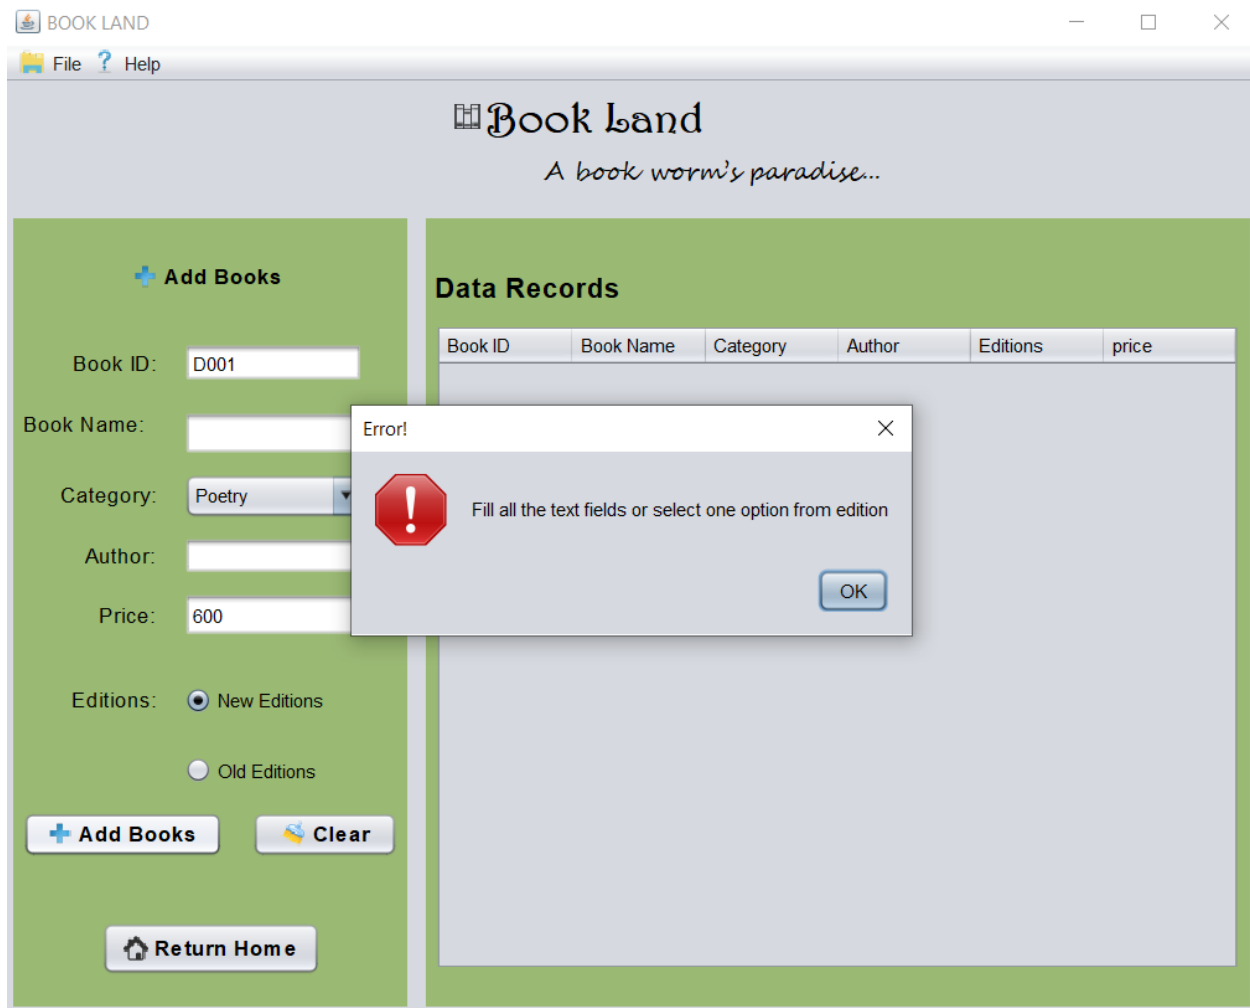 BOOK LAND
File Help
Book Land
A book worm's paradise...
Add Books
Book ID: D001
Book Name:
Category: Poetry
Author:
Price: 600
Editions: New Editions
Old Editions
Add Books Clear
Return Home
Data Records
Book ID Book Name Category Author Editions price
Error!
Fill all the text fields or select one option from edition
OK